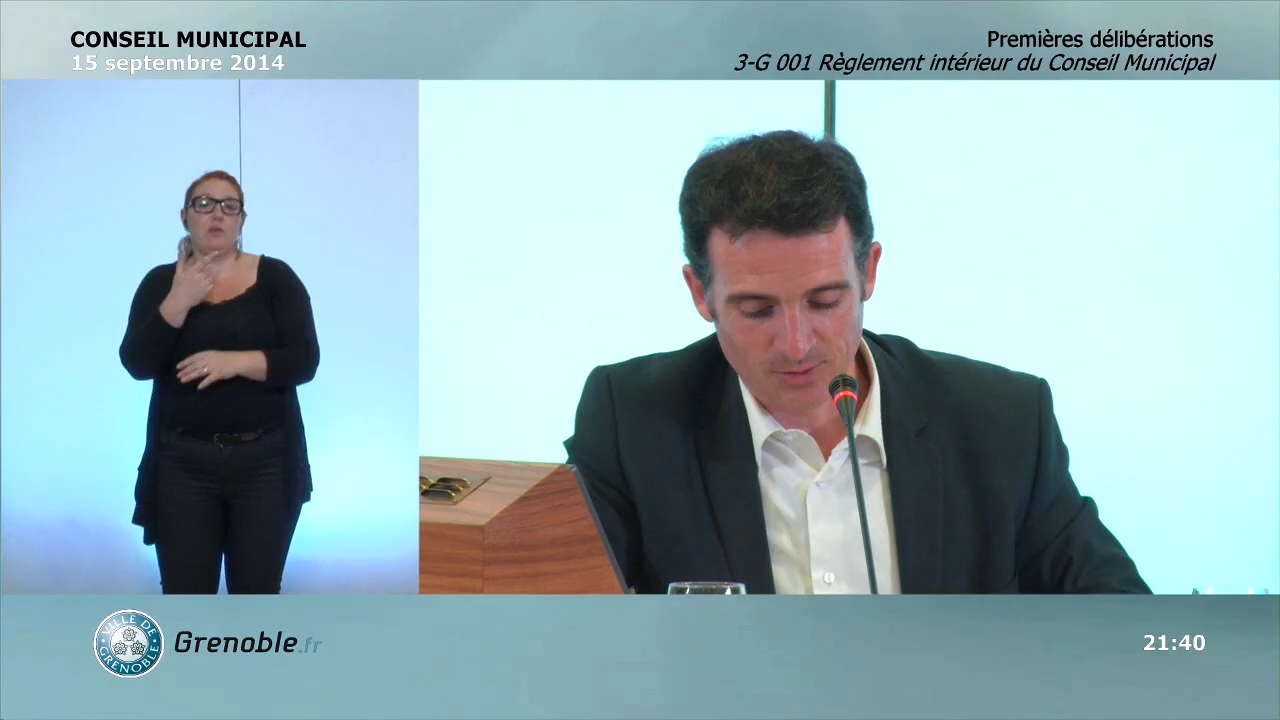 CONSEIL MUNICIPAL
15 septembre 2014
Premières délibérations
3-G 001 Règlement intérieur du Conseil Municipal
VILLE DE GRENOBLE
Grenoble.fr
21:40